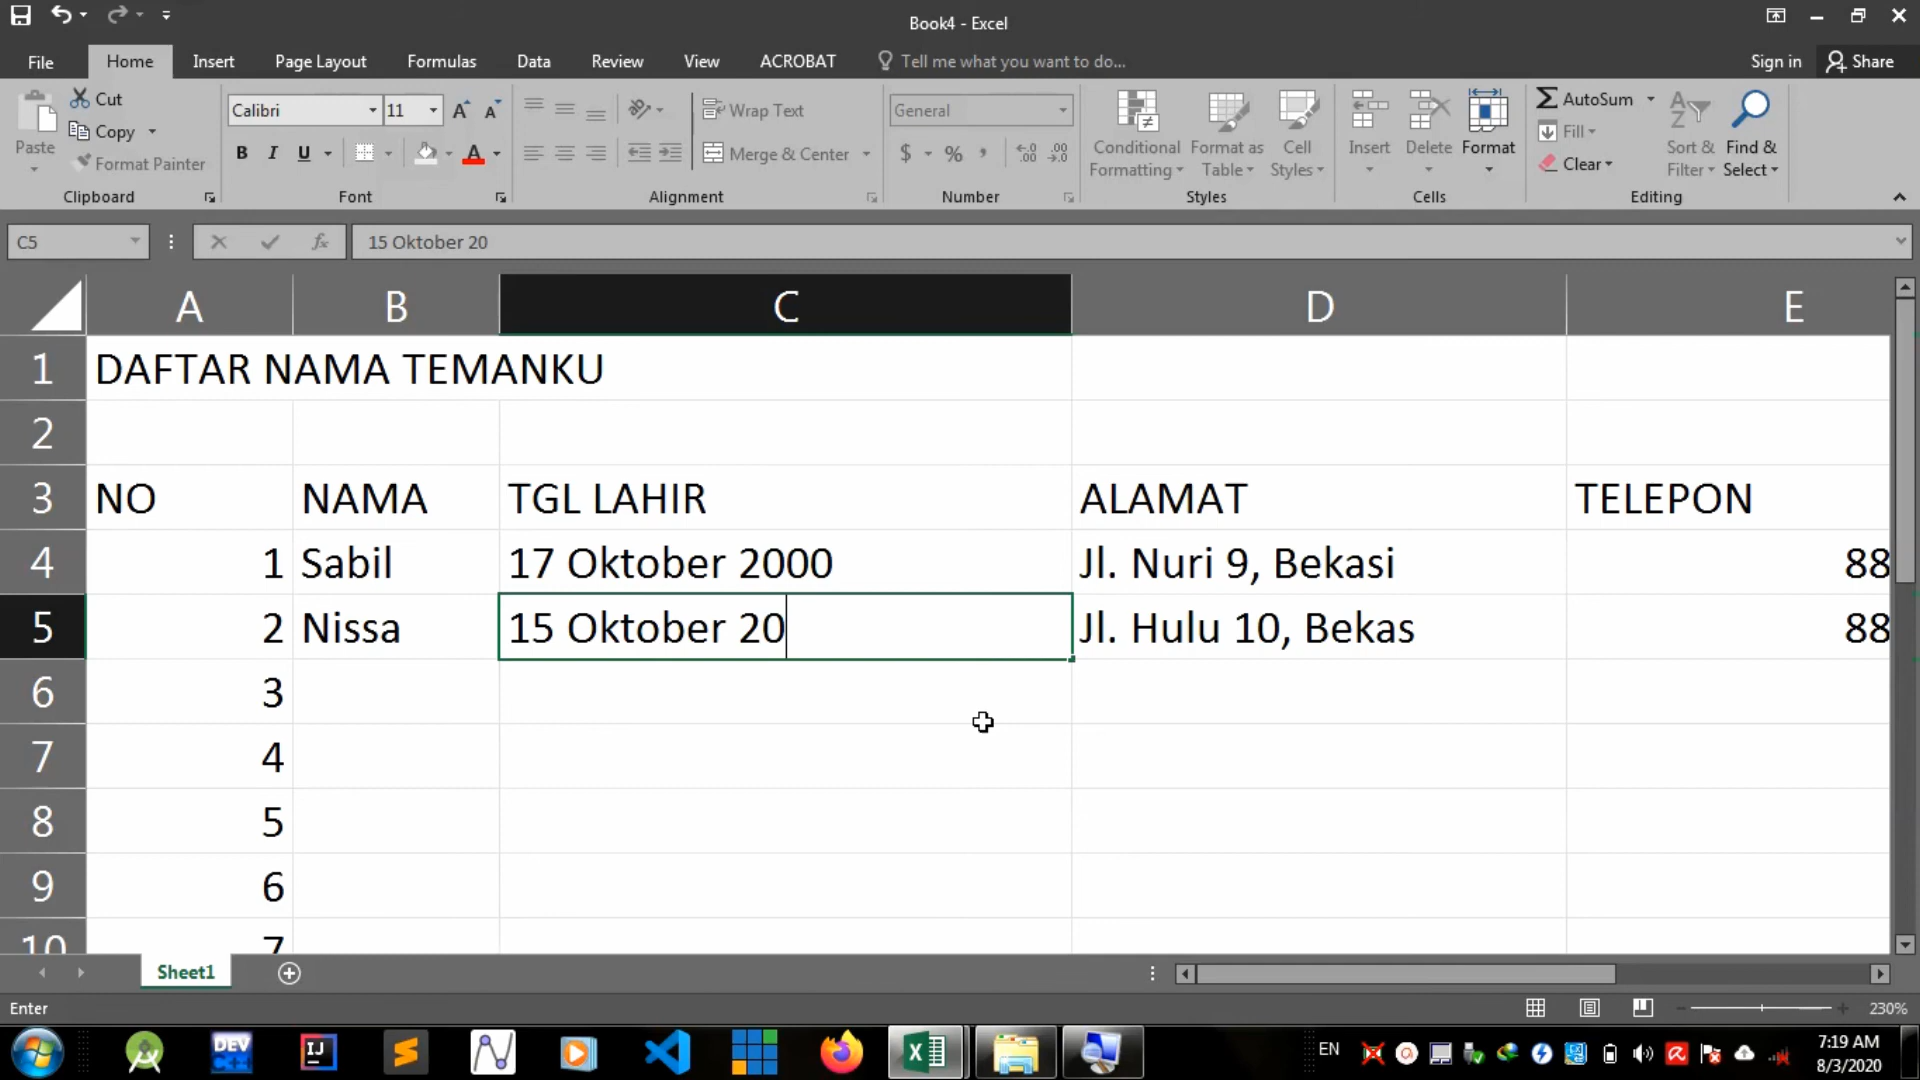 Book4 - Excel
File Home Insert Page Layout Formulas Data Review View ACROBAT Tell me what you want to do... Sign in Share
Cut
Copy
Format Painter
Paste
Clipboard
Calibri 11
B I U
Font
Wrap Text
Merge & Center
Alignment
General
$ %
Number
Conditional Formatting
Format as Table
Cell Styles
Styles
Insert Delete Format
Cells
AutoSum
Fill
Clear
Sort & Filter
Find & Select
Editing
C5 fx 15 Oktober 20
A B C D E
1 DAFTAR NAMA TEMANKU
2
3 NO NAMA TGL LAHIR ALAMAT TELEPON
4 1 Sabil 17 Oktober 2000 Jl. Nuri 9, Bekasi 88
5 2 Nissa 15 Oktober 20 Jl. Hulu 10, Bekas 88
6 3
7 4
8 5
9 6
10 7
Sheet1
Enter 230%
DEV C++ IJ EN 7:19 AM
8/3/2020